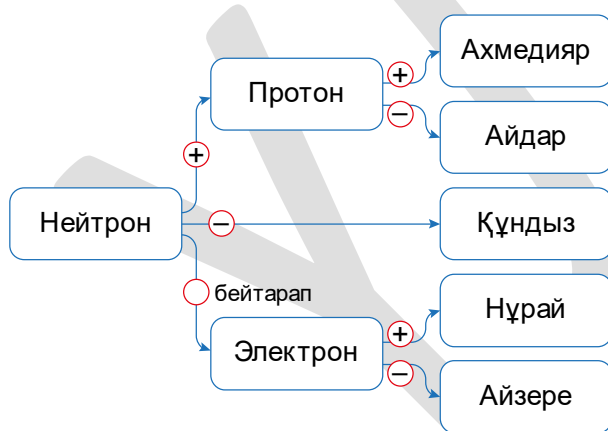 Ахмедияр
+
Протон
−
Айдар
+
Нейтрон
−
Құндыз
бейтарап
Нұрай
+
Электрон
−
Айзере